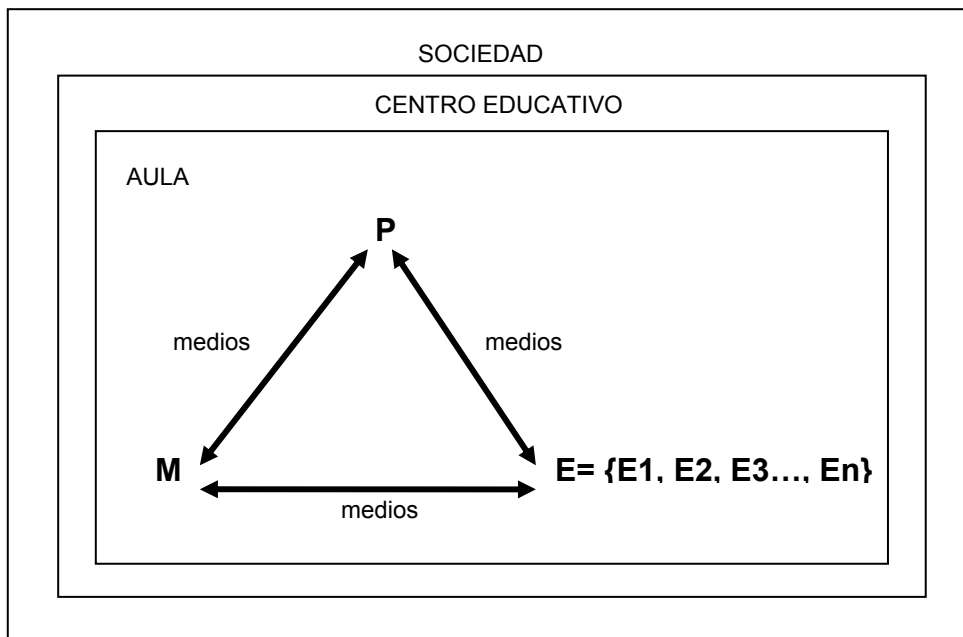 SOCIEDAD
CENTRO EDUCATIVO
AULA
P
medios
medios
M
E= {E1, E2, E3…, En}
medios